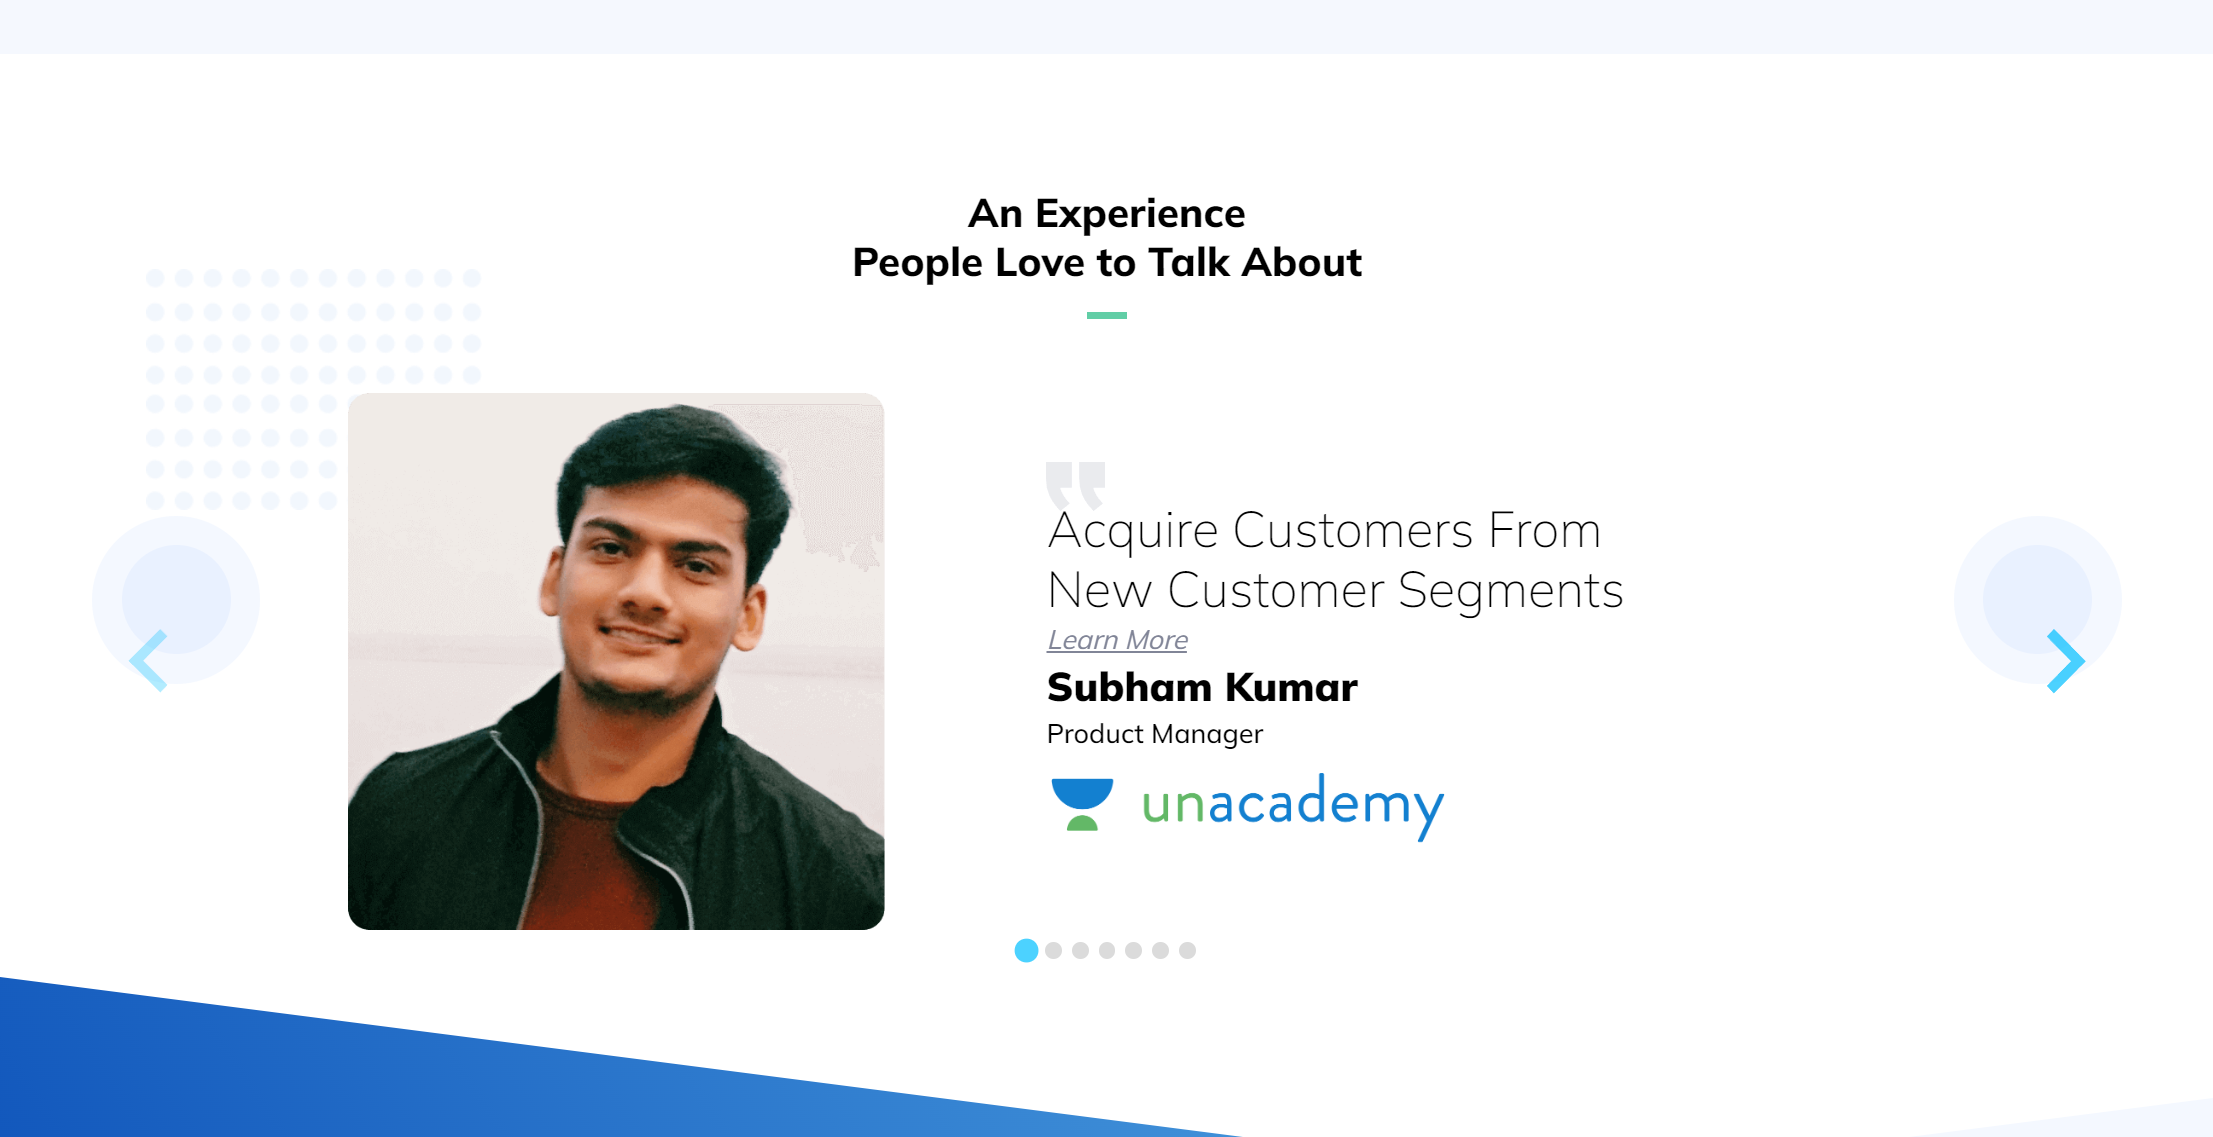 An Experience
People Love to Talk About
"
Acquire Customers From
New Customer Segments
Learn More
Subham Kumar
Product Manager
unacademy